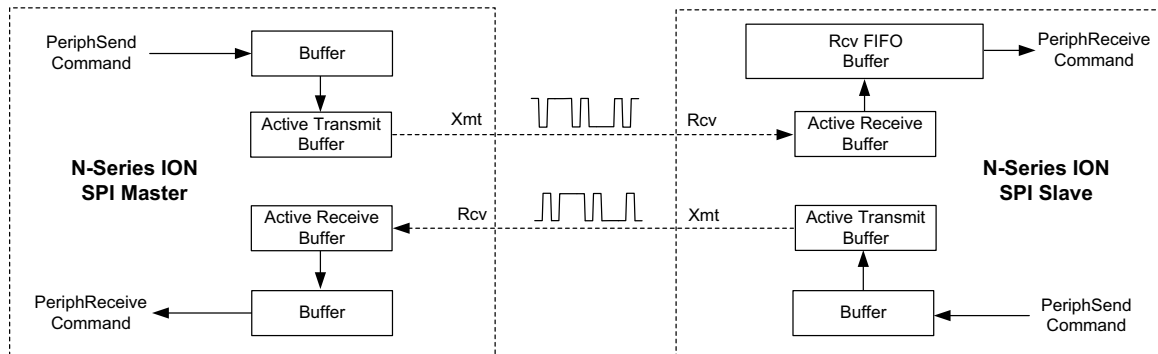 PeriphSend
Command
Buffer
Active Transmit
Buffer
Xmt
N-Series ION
SPI Master
Active Receive
Buffer
Rcv
Buffer
PeriphReceive
Command
Rcv FIFO
Buffer
PeriphReceive
Command
Rcv
Active Receive
Buffer
N-Series ION
SPI Slave
Xmt
Active Transmit
Buffer
Buffer
PeriphSend
Command